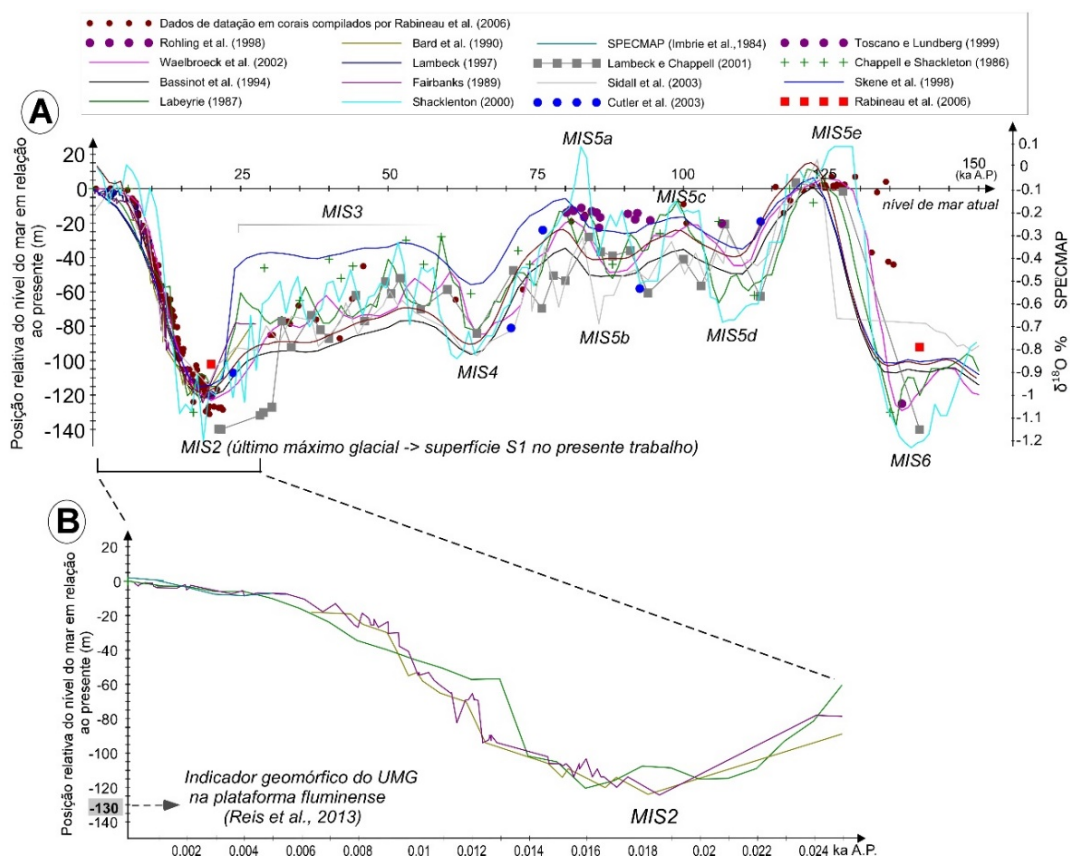 Dados de datação em corais compilados por Rabineau et al. (2006)
Rohling et al. (1998)
Bard et al. (1990)
SPECMAP (Imbrie et al.,1984)
Toscano e Lundberg (1999)
Waelbroeck et al. (2002)
Lambeck (1997)
Lambeck e Chappell (2001)
Chappell e Shackleton (1986)
Bassinot et al. (1994)
Fairbanks (1989)
Sidall et al. (2003)
Skene et al. (1998)
Labeyrie (1987)
Shacklenton (2000)
Cutler et al. (2003)
Rabineau et al. (2006)
A
Posição relativa do nível do mar em relação
ao presente (m)
20
0
-20
-40
-60
-80
-100
-120
-140
25
50
75
100
125
150
(ka A.P.)
nível de mar atual
MIS3
MIS4
MIS5a
MIS5b
MIS5c
MIS5d
MIS5e
MIS6
MIS2 (último máximo glacial -> superfície S1 no presente trabalho)
0.1
0
-0.1
-0.2
-0.3
-0.4
-0.5
-0.6
-0.7
-0.8
-0.9
-1
-1.1
-1.2
δ18O % SPECMAP
B
Posição relativa do nível do mar em relação
ao presente (m)
20
0
-20
-40
-60
-80
-100
-120
-130
-140
Indicador geomórfico do UMG
na plataforma fluminense
(Reis et al., 2013)
MIS2
0.002
0.004
0.006
0.008
0.01
0.012
0.014
0.016
0.018
0.02
0.022
0.024
ka A.P.